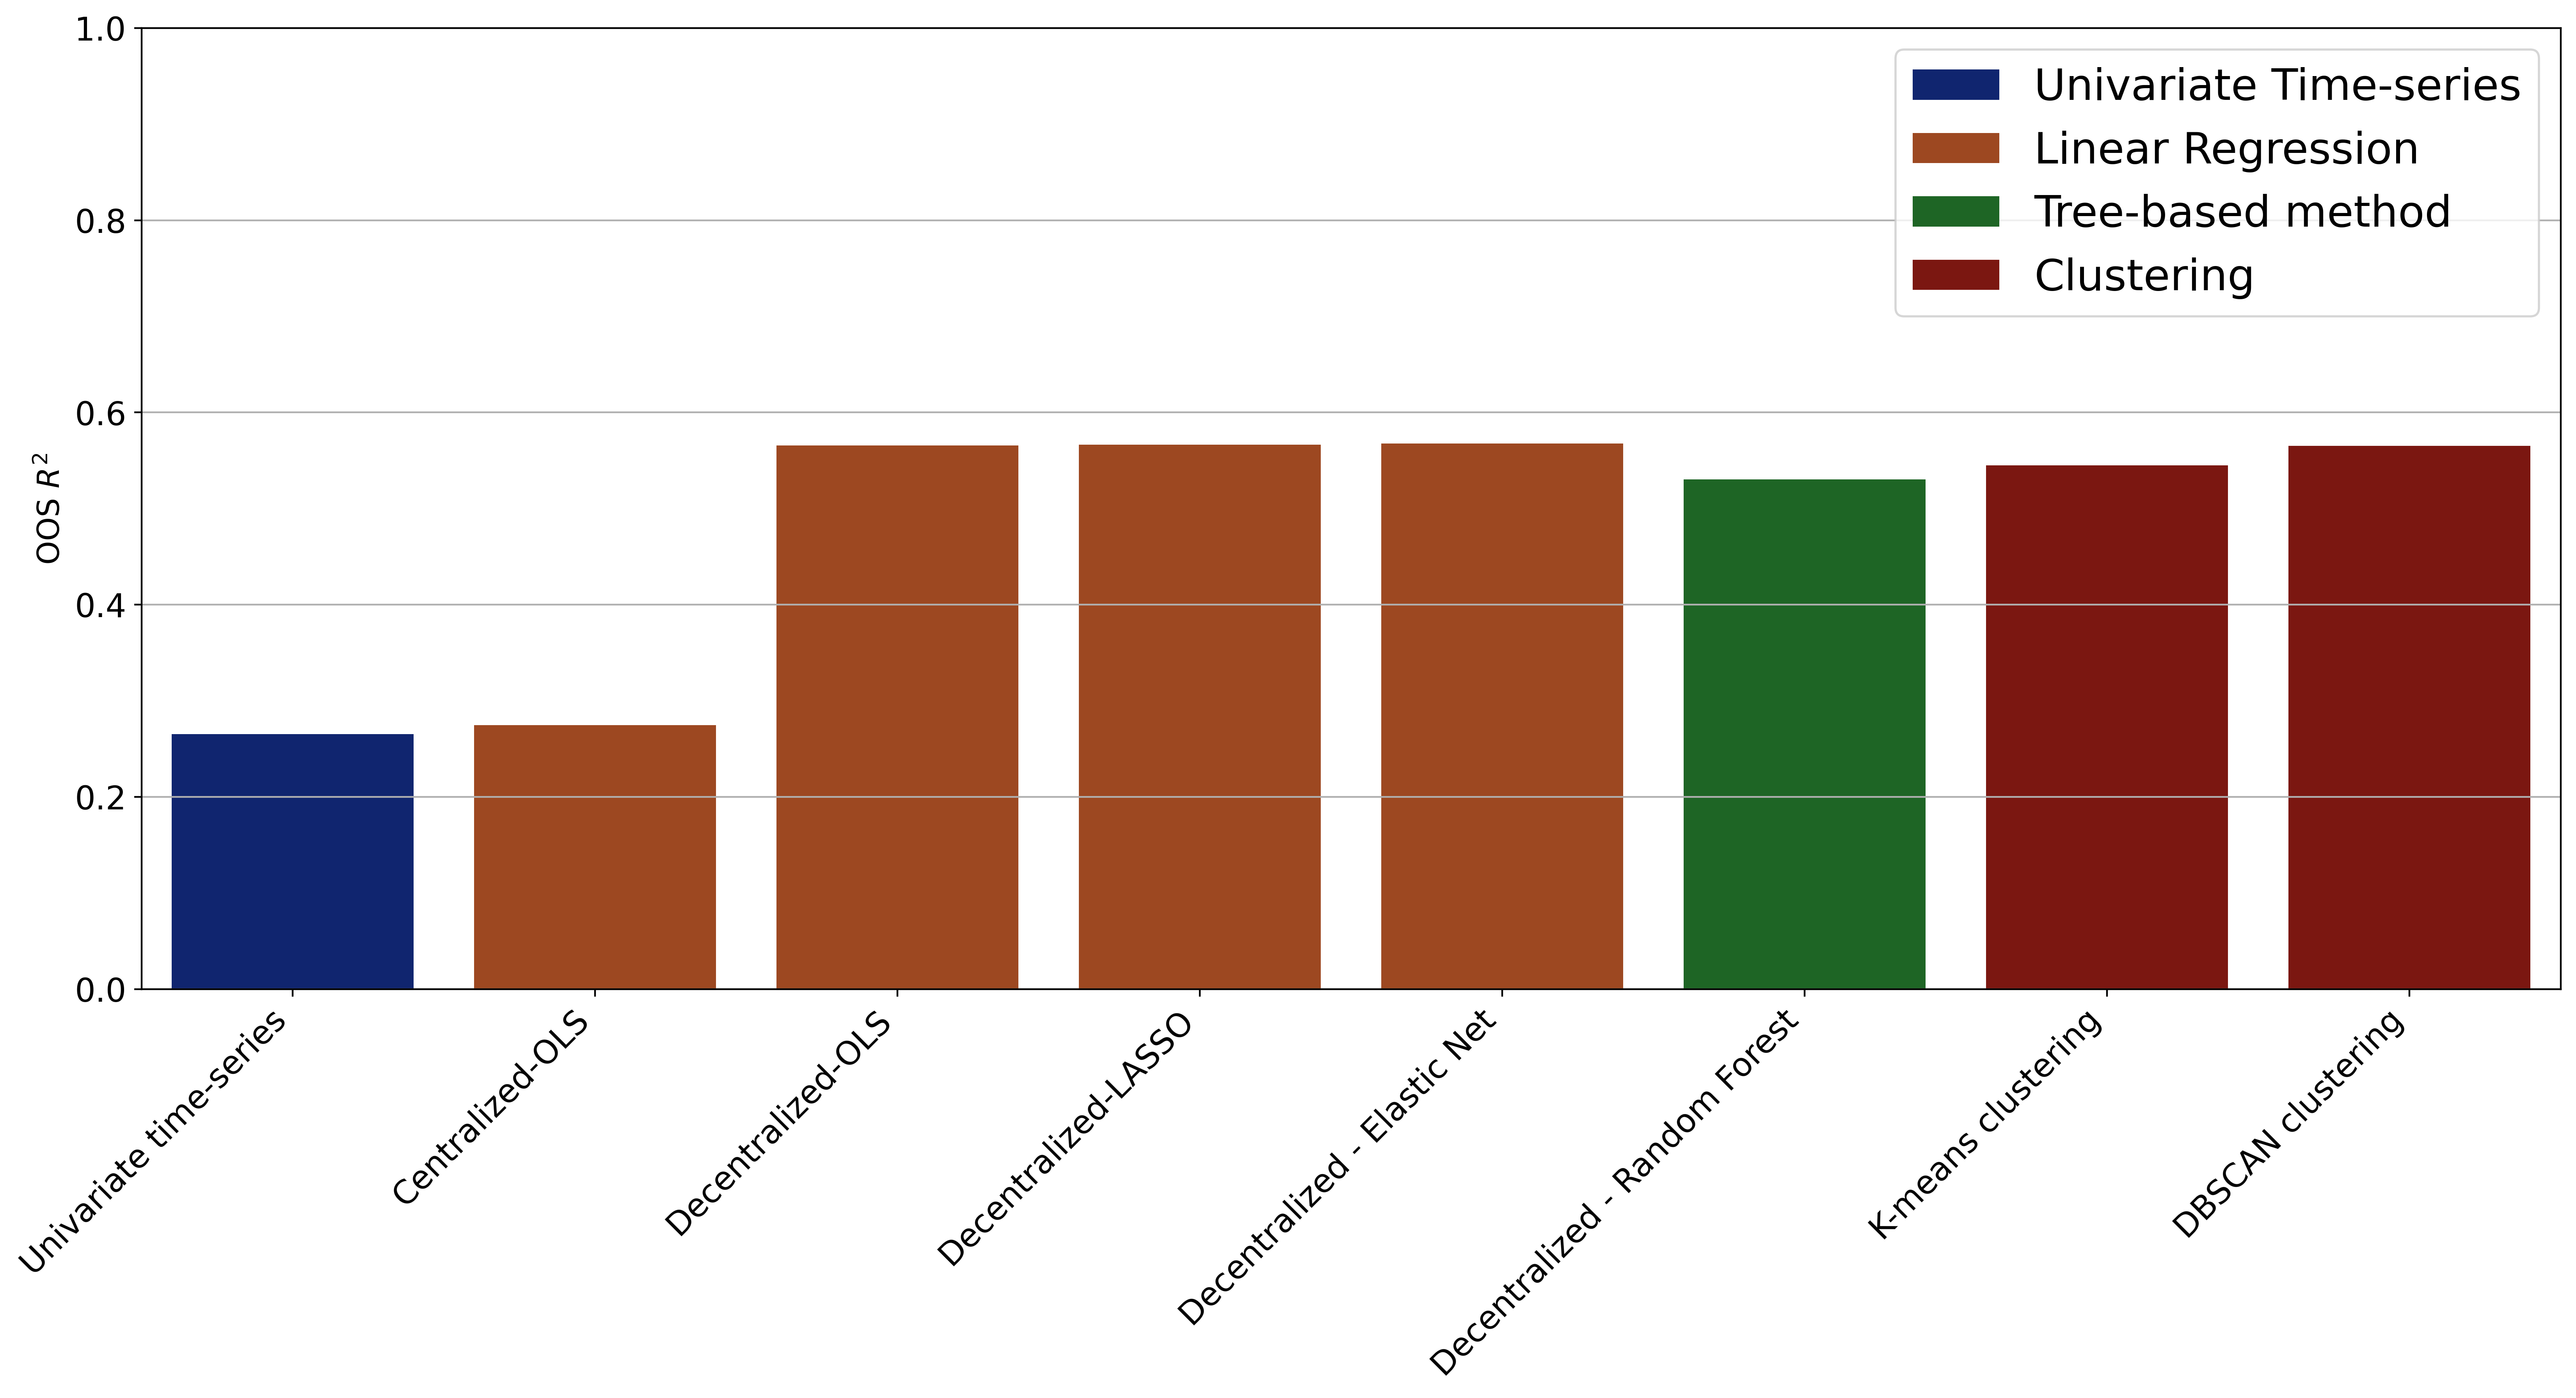 1.0
0.8
0.6
0.4
0.2
0.0
OOS R²
Univariate Time-series
Linear Regression
Tree-based method
Clustering
Univariate time-series
Centralized-OLS
Decentralized-OLS
Decentralized-LASSO
Decentralized - Elastic Net
Decentralized - Random Forest
K-means clustering
DBSCAN clustering